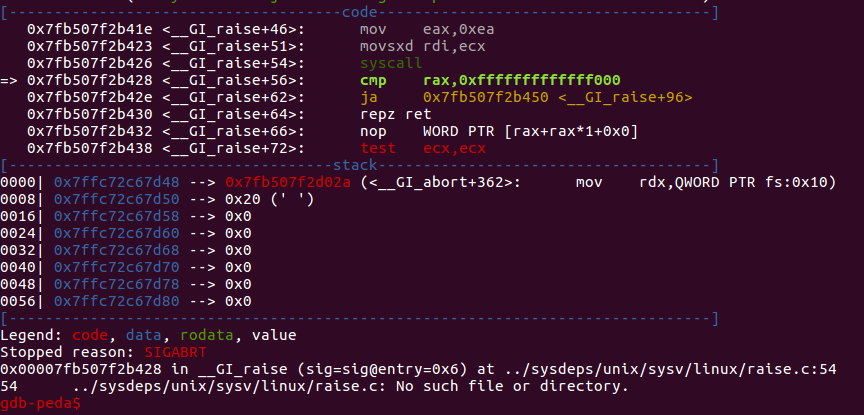 [-------------------------------------code-------------------------------------]
   0x7fb507f2b41e <__GI_raise+46>:      mov    eax,0xea
   0x7fb507f2b423 <__GI_raise+51>:      movsxd rdi,ecx
   0x7fb507f2b426 <__GI_raise+54>:      syscall
=> 0x7fb507f2b428 <__GI_raise+56>:      cmp    rax,0xfffffffffffff000
   0x7fb507f2b42e <__GI_raise+62>:      ja     0x7fb507f2b450 <__GI_raise+96>
   0x7fb507f2b430 <__GI_raise+64>:      repz ret
   0x7fb507f2b432 <__GI_raise+66>:      nop    WORD PTR [rax+rax*1+0x0]
   0x7fb507f2b438 <__GI_raise+72>:      test   ecx,ecx
[------------------------------------stack-------------------------------------]
0000| 0x7ffc72c67d48 --> 0x7fb507f2d02a (<__GI_abort+362>:      mov    rdx,QWORD PTR fs:0x10)
0008| 0x7ffc72c67d50 --> 0x20 (' ')
0016| 0x7ffc72c67d58 --> 0x0
0024| 0x7ffc72c67d60 --> 0x0
0032| 0x7ffc72c67d68 --> 0x0
0040| 0x7ffc72c67d70 --> 0x0
0048| 0x7ffc72c67d78 --> 0x0
0056| 0x7ffc72c67d80 --> 0x0
[------------------------------------------------------------------------------]
Legend: code, data, rodata, value
Stopped reason: SIGABRT
0x00007fb507f2b428 in __GI_raise (sig=sig@entry=0x6) at ../sysdeps/unix/sysv/linux/raise.c:54
54      ../sysdeps/unix/sysv/linux/raise.c: No such file or directory.
gdb-peda$